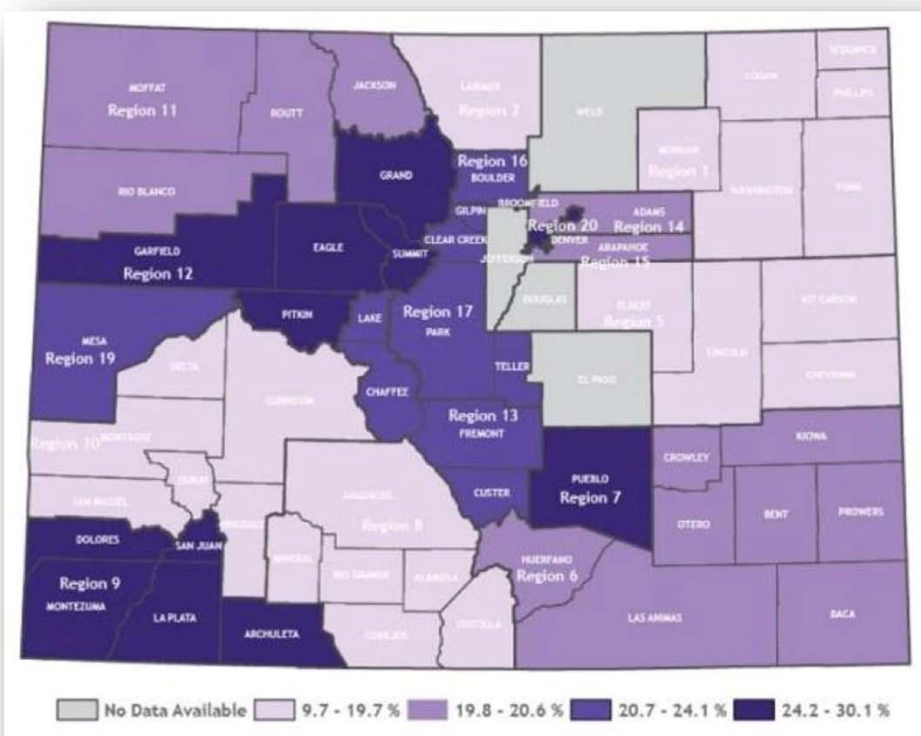 SEDGWICK
LOGAN
LARIMER
JACKSON
MOFFAT
PHILLIPS
Region 11
Region 2
ROUTT
WELD
MORGAN
Region 16
Region 1
GRAND
BOULDER
WASHINGTON
YUMA
RIO BLANCO
BROOMFIELD
GILPIN
ADAMS
Region 20
Region 14
CLEAR CREEK
DENVER
EAGLE
ARAPAHOE
GARFIELD
SUMMIT
JEFFERSON
Region 15
Region 12
DOUGLAS
ELBERT
KIT CARSON
PITKIN
LAKE
Region 17
Region 5
PARK
MESA
LINCOLN
Region 19
DELTA
TELLER
CHEYENNE
EL PASO
CHAFFEE
GUNNISON
Region 13
Region 10
MONTROSE
FREMONT
KIOWA
CROWLEY
OURAY
PUEBLO
SAN MIGUEL
SAGUACHE
CUSTER
Region 7
PROWERS
BENT
HINSDALE
Region 8
OTERO
DOLORES
SAN JUAN
MINERAL
HUERFANO
RIO GRANDE
ALAMOSA
Region 6
Region 9
MONTEZUMA
LA PLATA
LAS ANIMAS
BACA
COSTILLA
ARCHULETA
CONEJOS
No Data Available
9.7 - 19.7 %
19.8 - 20.6 %
20.7 - 24.1 %
24.2 - 30.1 %